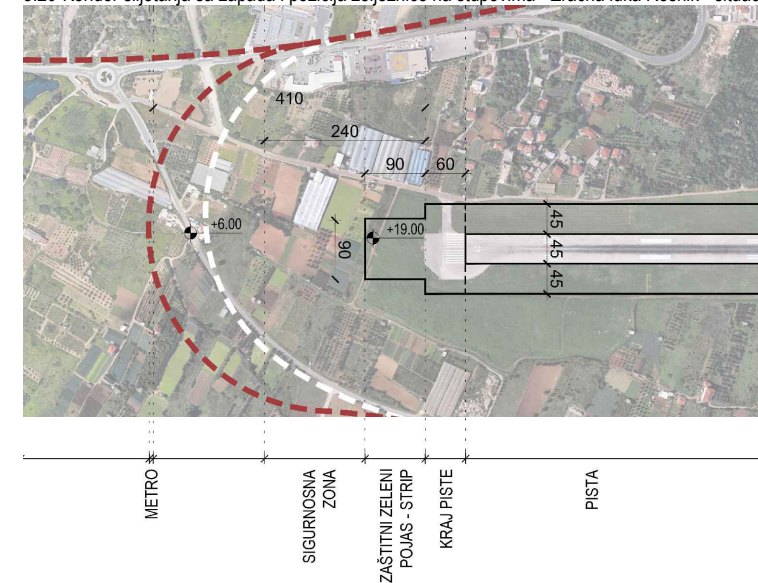 410
240
90
60
+6.00
90
+19.00
45
45
45
METRO
SIGURNOSNA
ZONA
ZAŠTITNI ZELENI
POJAS - STRIP
KRAJ PISTE
PISTA